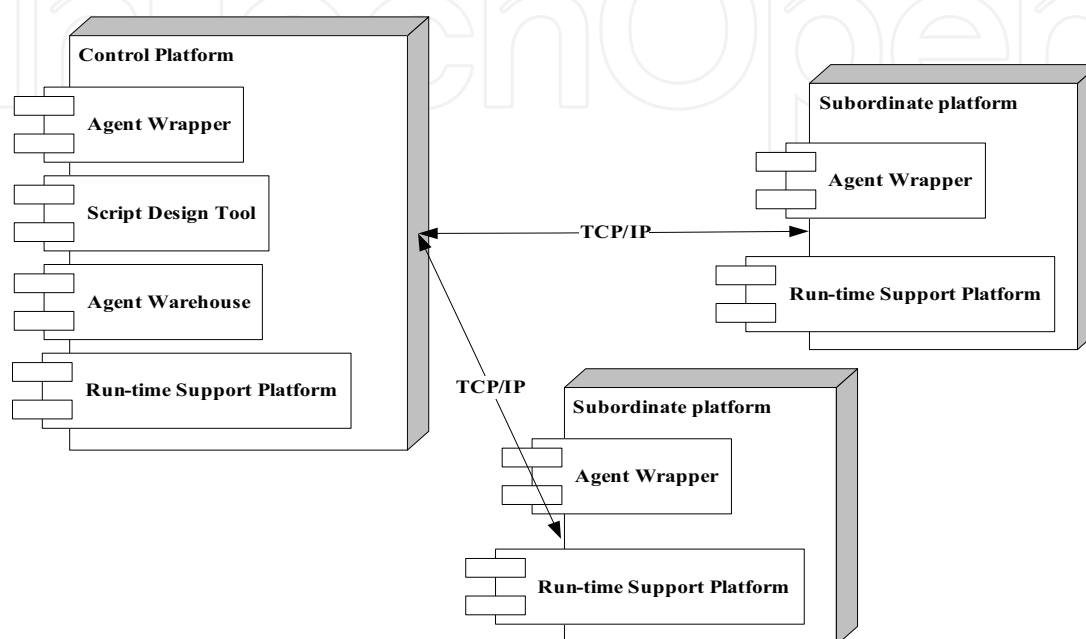 InTechOpen
Control Platform
Agent Wrapper
Script Design Tool
Agent Warehouse
Run-time Support Platform
Subordinate platform
Agent Wrapper
Run-time Support Platform
TCP/IP
TCP/IP
Subordinate platform
Agent Wrapper
Run-time Support Platform